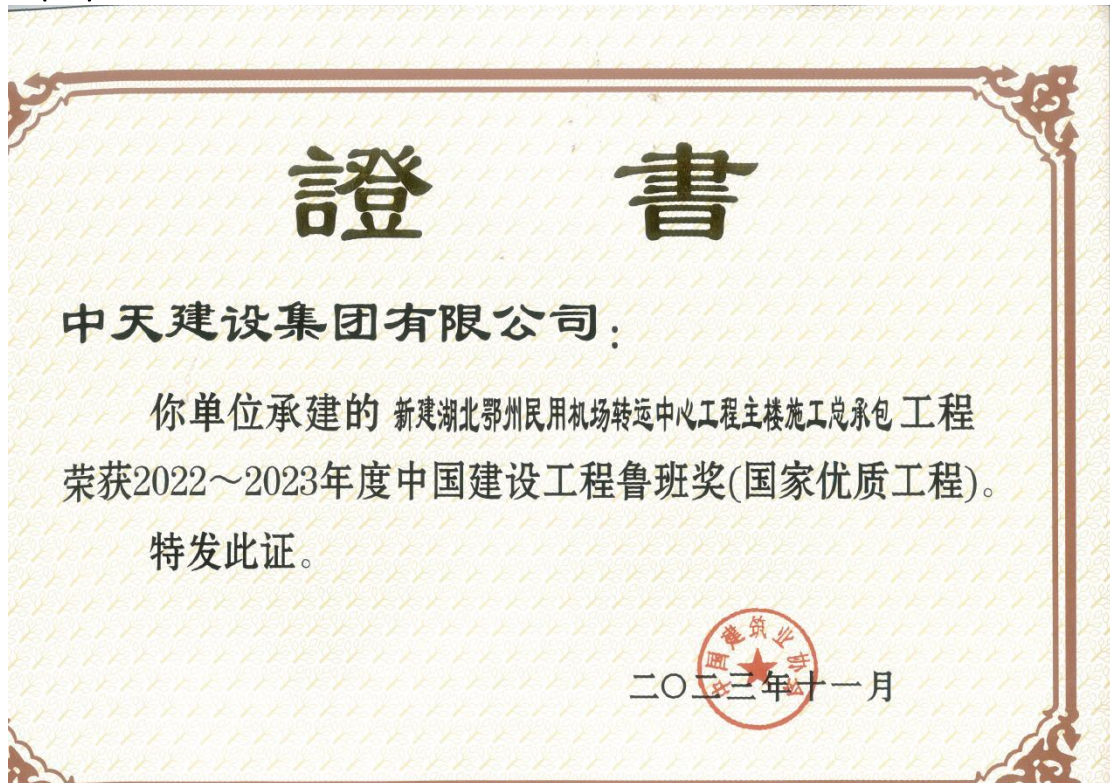 證 書
中天建设集团有限公司：
你单位承建的 新建湖北鄂州民用机场转运中心工程主楼施工总承包 工程
荣获2022～2023年度中国建设工程鲁班奖(国家优质工程)。
特发此证。
中国建筑业协会
二〇二三年十一月